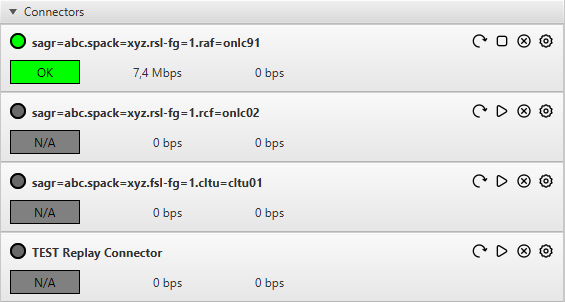 Connectors
sagr=abc.spack=xyz.rsl-fg=1.raf=onlc91
OK 7,4 Mbps 0 bps
sagr=abc.spack=xyz.rsl-fg=1.rcf=onlc02
N/A 0 bps 0 bps
sagr=abc.spack=xyz.fsl-fg=1.cltu=cltu01
N/A 0 bps 0 bps
TEST Replay Connector
N/A 0 bps 0 bps